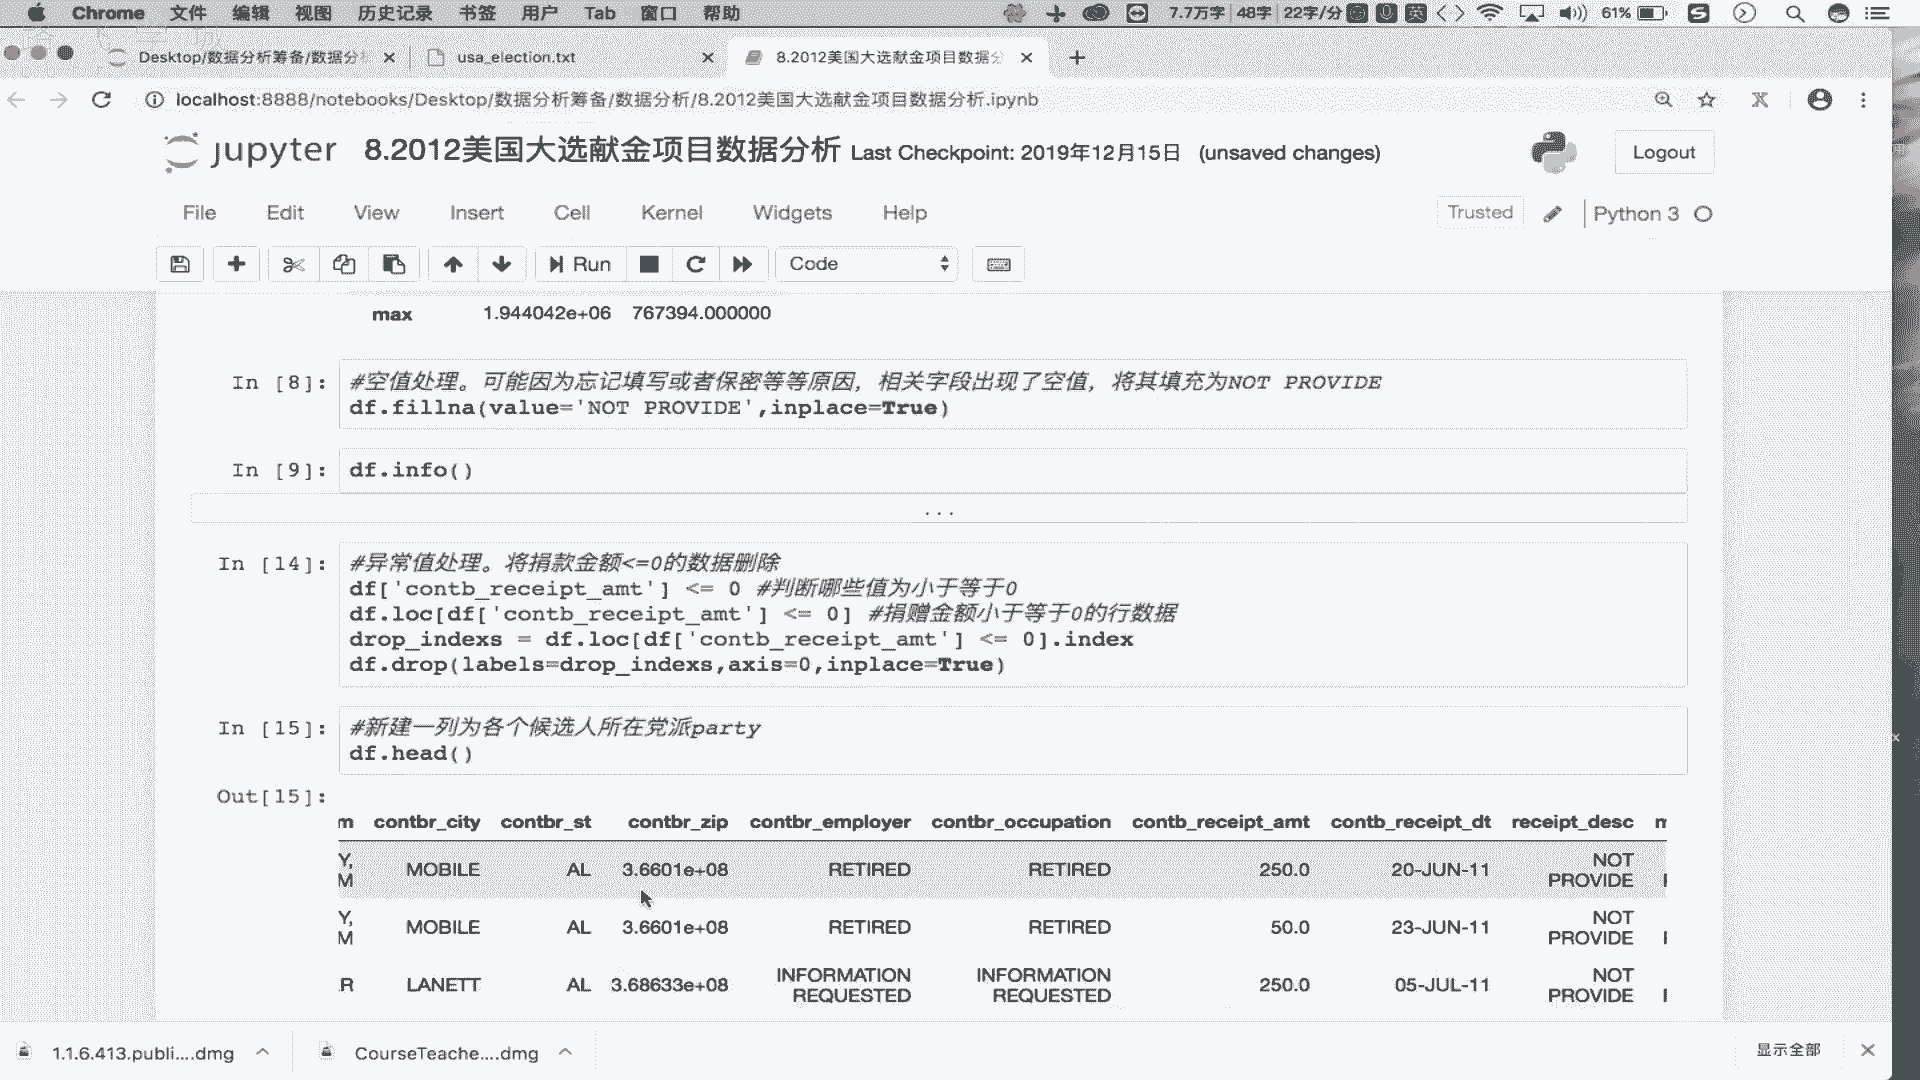 Chrome 文件 编辑 视图 历史记录 书签 用户 Tab 窗口 帮助 7.7万字 48字 22字/分 英 61%
Desktop/数据分析筹备/数据分 usa_election.txt 8.2012美国大选献金项目数据分
localhost:8888/notebooks/Desktop/数据分析筹备/数据分析/8.2012美国大选献金项目数据分析.ipynb
jupyter 8.2012美国大选献金项目数据分析 Last Checkpoint: 2019年12月15日 (unsaved changes) Logout
File Edit View Insert Cell Kernel Widgets Help Trusted Python 3
Run Code
max 1.944042e+06 767394.000000
In [8]: #空值处理。可能因为忘记填写或者保密等等原因，相关字段出现了空值，将其填充为NOT PROVIDE
df.fillna(value='NOT PROVIDE',inplace=True)
In [9]: df.info()
...
In [14]: #异常值处理。将捐款金额<=0的数据删除
df['contb_receipt_amt'] <= 0 #判断哪些值为小于等于0
df.loc[df['contb_receipt_amt'] <= 0] #捐赠金额小于等于0的行数据
drop_indexs = df.loc[df['contb_receipt_amt'] <= 0].index
df.drop(labels=drop_indexs,axis=0,inplace=True)
In [15]: #新建一列为各个候选人所在党派party
df.head()
Out[15]:
m contbr_city contbr_st contbr_zip contbr_employer contbr_occupation contb_receipt_amt contb_receipt_dt receipt_desc
Y, M MOBILE AL 3.6601e+08 RETIRED RETIRED 250.0 20-JUN-11 NOT PROVIDE
Y, M MOBILE AL 3.6601e+08 RETIRED RETIRED 50.0 23-JUN-11 NOT PROVIDE
R LANETT AL 3.68633e+08 INFORMATION REQUESTED INFORMATION REQUESTED 250.0 05-JUL-11 NOT PROVIDE
1.1.6.413.publi....dmg CourseTeache....dmg 显示全部